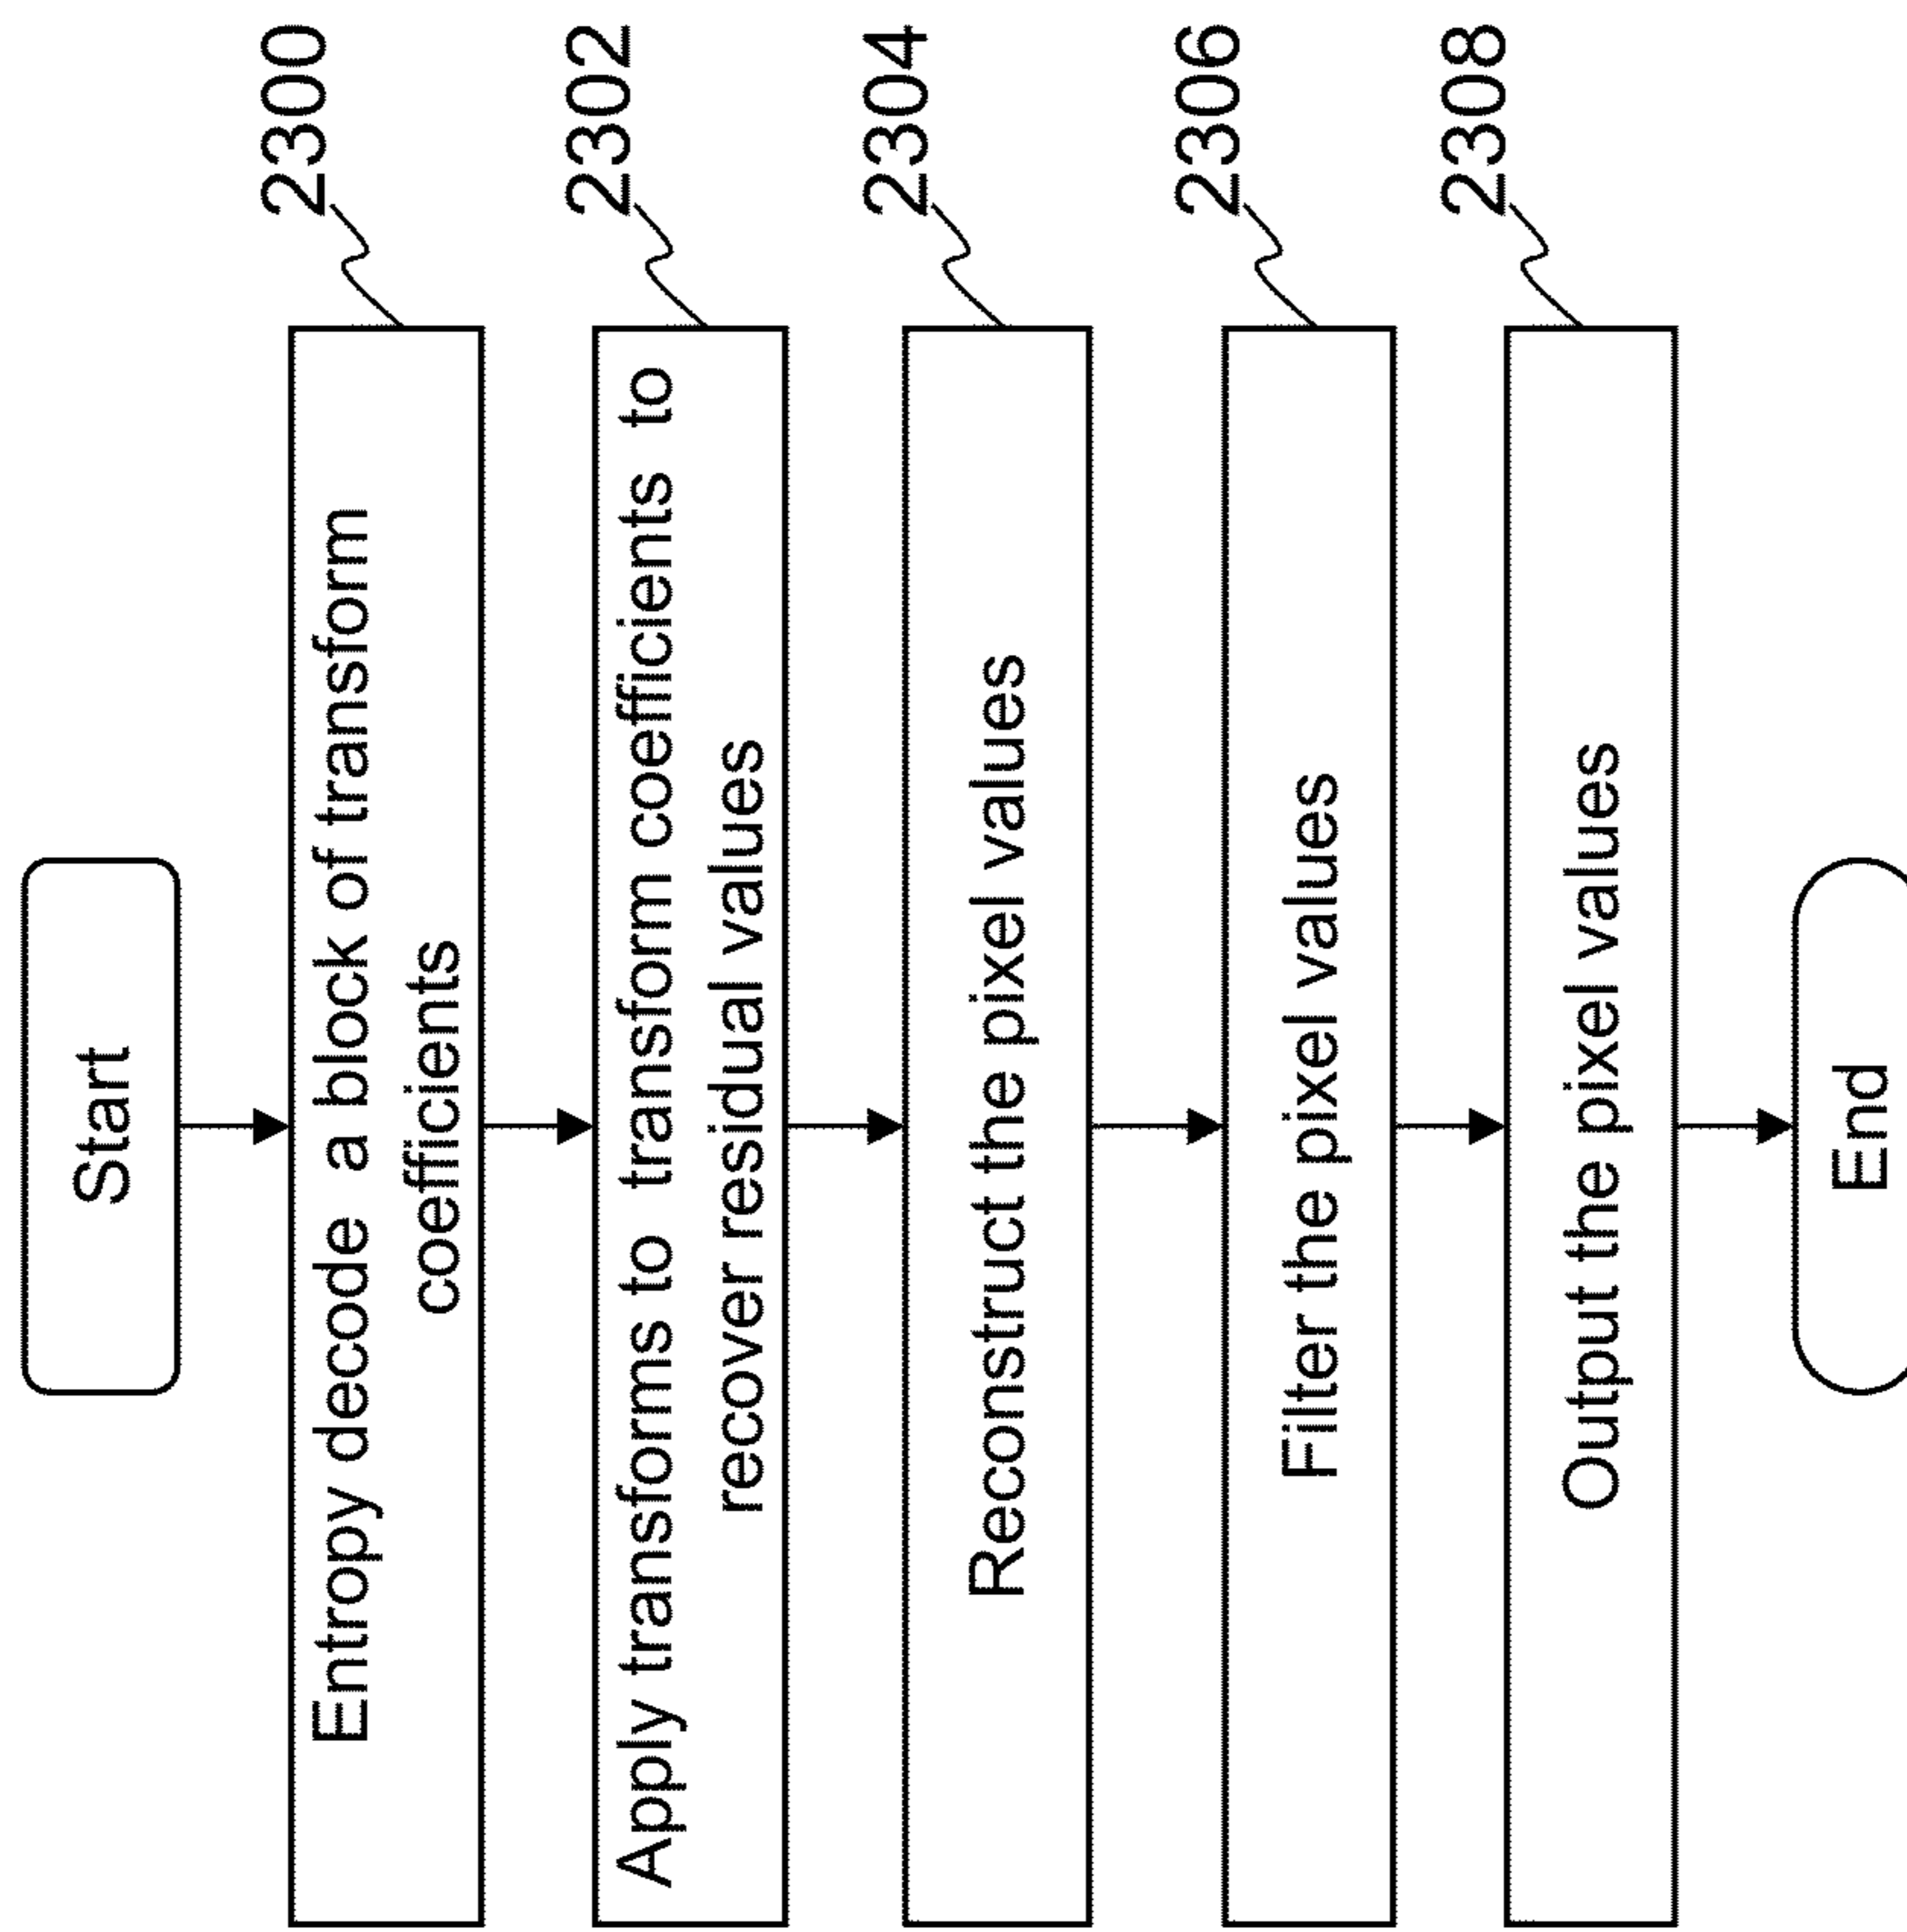 Start
Entropy decode a block of transform
coefficients
2300
Apply transforms to transform coefficients to
recover residual values
2302
Reconstruct the pixel values
2304
Filter the pixel values
2306
Output the pixel values
2308
End